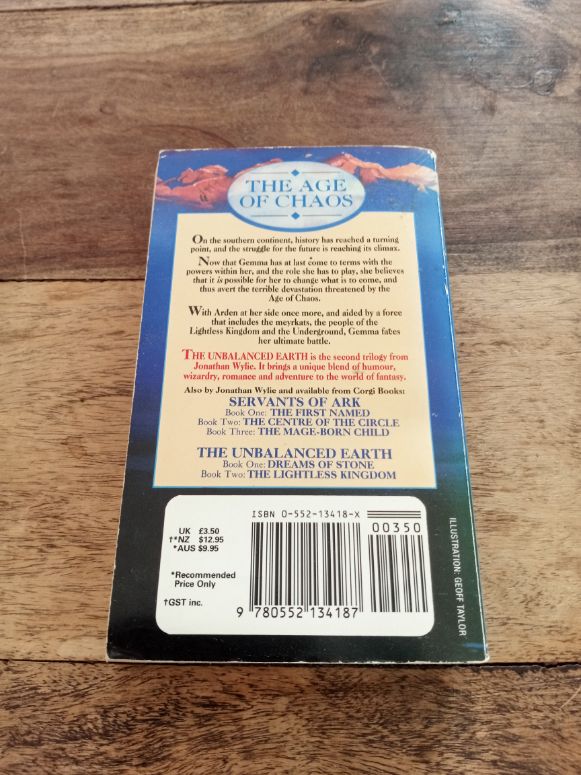 THE AGE
OF CHAOS
On the southern continent, history has reached a turning
point, and the struggle for the future is reaching its climax.
Now that Gemma has at last come to terms with the
powers within her, and the role she has to play, she believes
that it is possible for her to change what is to come, and
thus avert the terrible devastation threatened by the
Age of Chaos.
With Arden at her side once more, and aided by a force
that includes the meyrkats, the people of the
Lightless Kingdom and the Underground, Gemma faces
her ultimate battle.
THE UNBALANCED EARTH is the second trilogy from
Jonathan Wylie. It brings a unique blend of humour,
wizardry, romance and adventure to the world of fantasy.
Also by Jonathan Wylie and available from Corgi Books:
SERVANTS OF ARK
Book One: THE FIRST NAMED
Book Two: THE CENTRE OF THE CIRCLE
Book Three: THE MAGE-BORN CHILD
THE UNBALANCED EARTH
Book One: DREAMS OF STONE
Book Two: THE LIGHTLESS KINGDOM
ISBN 0-552-13418-X
00350
UK £3.50
†*NZ $12.95
*AUS $9.95
*Recommended
Price Only
†GST inc.
9 780552 134187
ILLUSTRATION: GEOFF TAYLOR